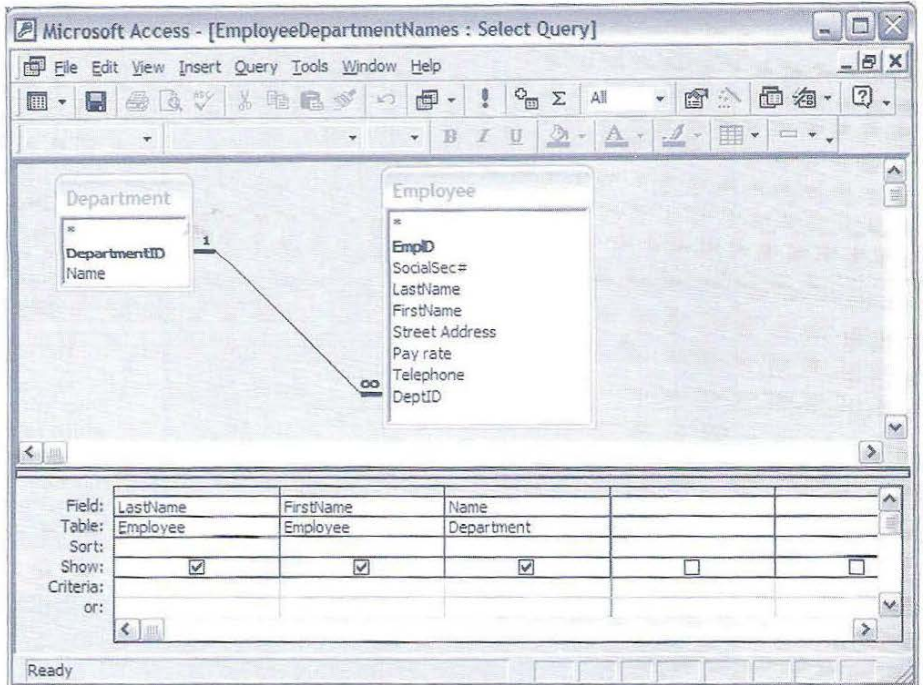 Microsoft Access - [EmployeeDepartmentNames : Select Query]
File Edit View Insert Query Tools Window Help
All
B I U A
Department
*
DepartmentID
Name
1
∞
Employee
*
EmpID
SocialSec#
LastName
FirstName
Street Address
Pay rate
Telephone
DeptID
Field: LastName FirstName Name
Table: Employee Employee Department
Sort:
Show:
Criteria:
or:
Ready